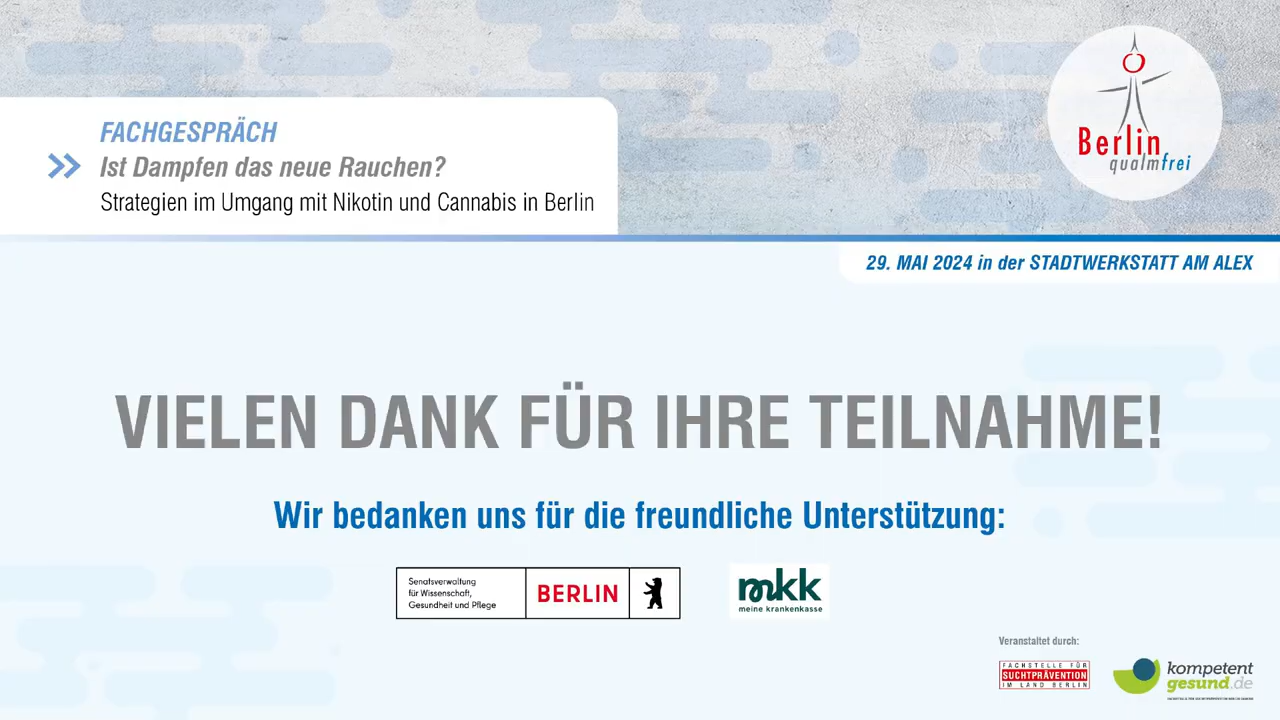 FACHGESPRÄCH
Ist Dampfen das neue Rauchen?
Strategien im Umgang mit Nikotin und Cannabis in Berlin
Berlin
qualmfrei
29. MAI 2024 in der STADTWERKSTATT AM ALEX
VIELEN DANK FÜR IHRE TEILNAHME!
Wir bedanken uns für die freundliche Unterstützung:
Senatsverwaltung
für Wissenschaft,
Gesundheit und Pflege
BERLIN
mkk
meine krankenkasse
Veranstaltet durch:
FACHSTELLE FÜR
SUCHTPRÄVENTION
IM LAND BERLIN
kompetent
gesund.de